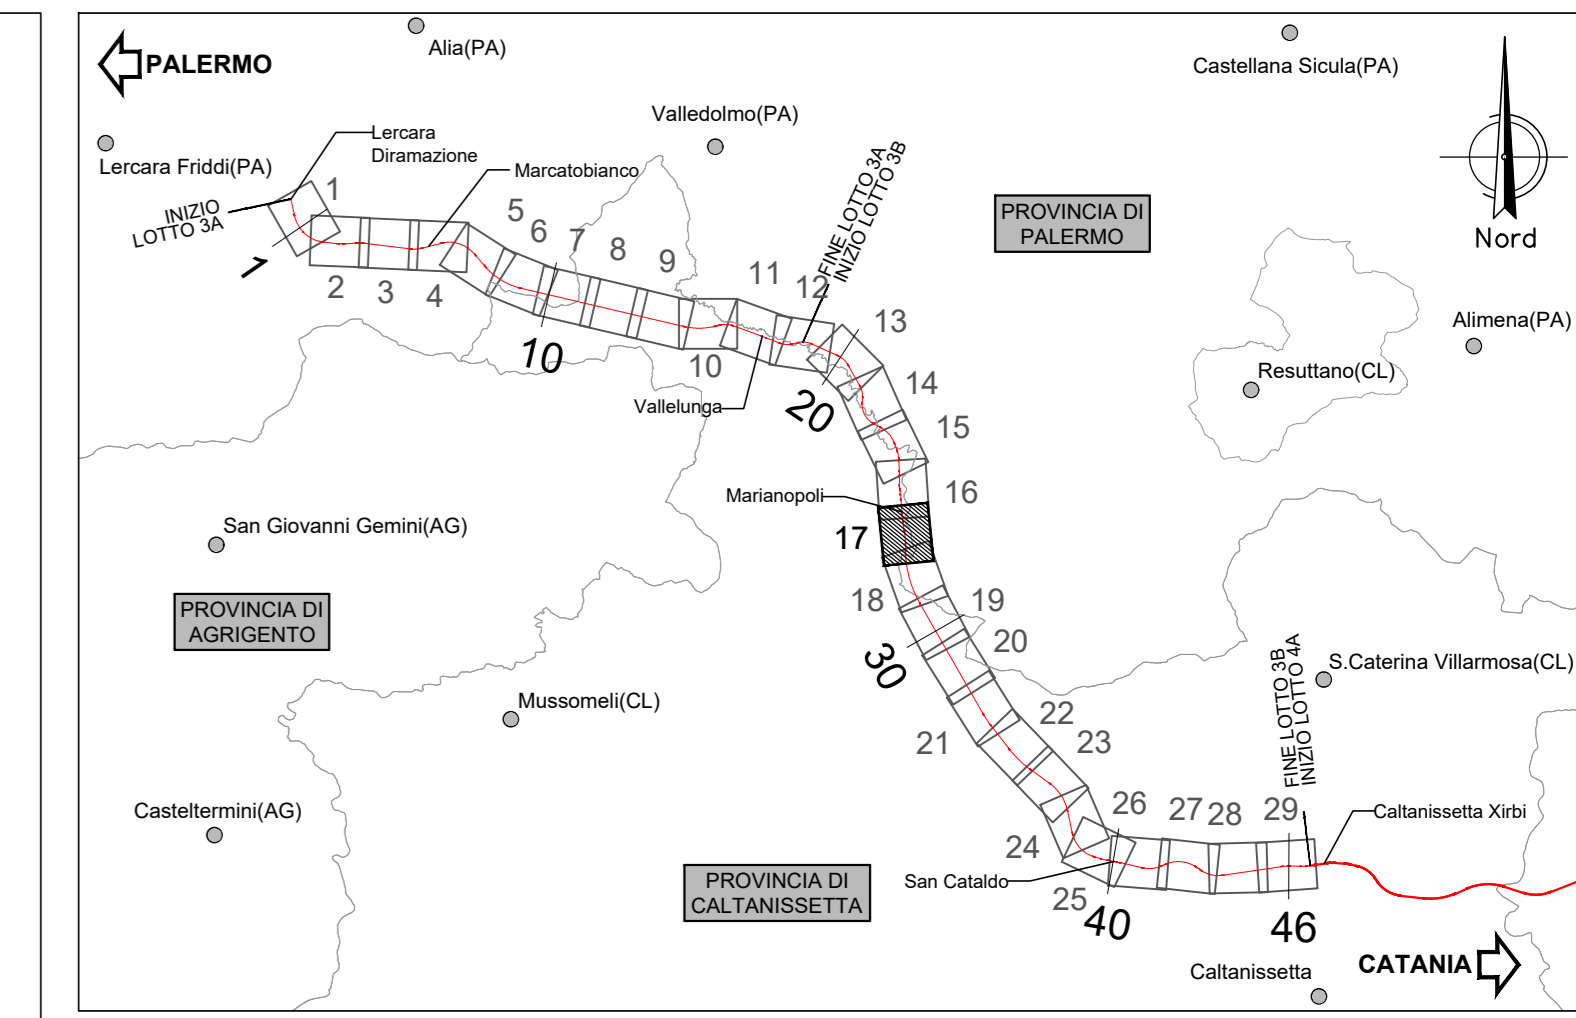 PALERMO
Alia(PA)
Castellana Sicula(PA)
Valledolmo(PA)
Lercara
Diramazione
Lercara Friddi(PA)
Marcatobianco
INIZIO
LOTTO 3A
FINE LOTTO 3A
INIZIO LOTTO 3B
PROVINCIA DI
PALERMO
Nord
1
1
2
3
4
5
6
7
8
9
10
10
11
12
13
20
14
15
Vallelunga
Alimena(PA)
Resuttano(CL)
Marianopoli
16
17
San Giovanni Gemini(AG)
PROVINCIA DI
AGRIGENTO
18
19
20
30
Mussomeli(CL)
S.Caterina Villarmosa(CL)
FINE LOTTO 3B
INIZIO LOTTO 4A
21
22
23
Casteltermini(AG)
24
25
26
27
28
29
Caltanissetta Xirbi
San Cataldo
PROVINCIA DI
CALTANISSETTA
40
46
Caltanissetta
CATANIA